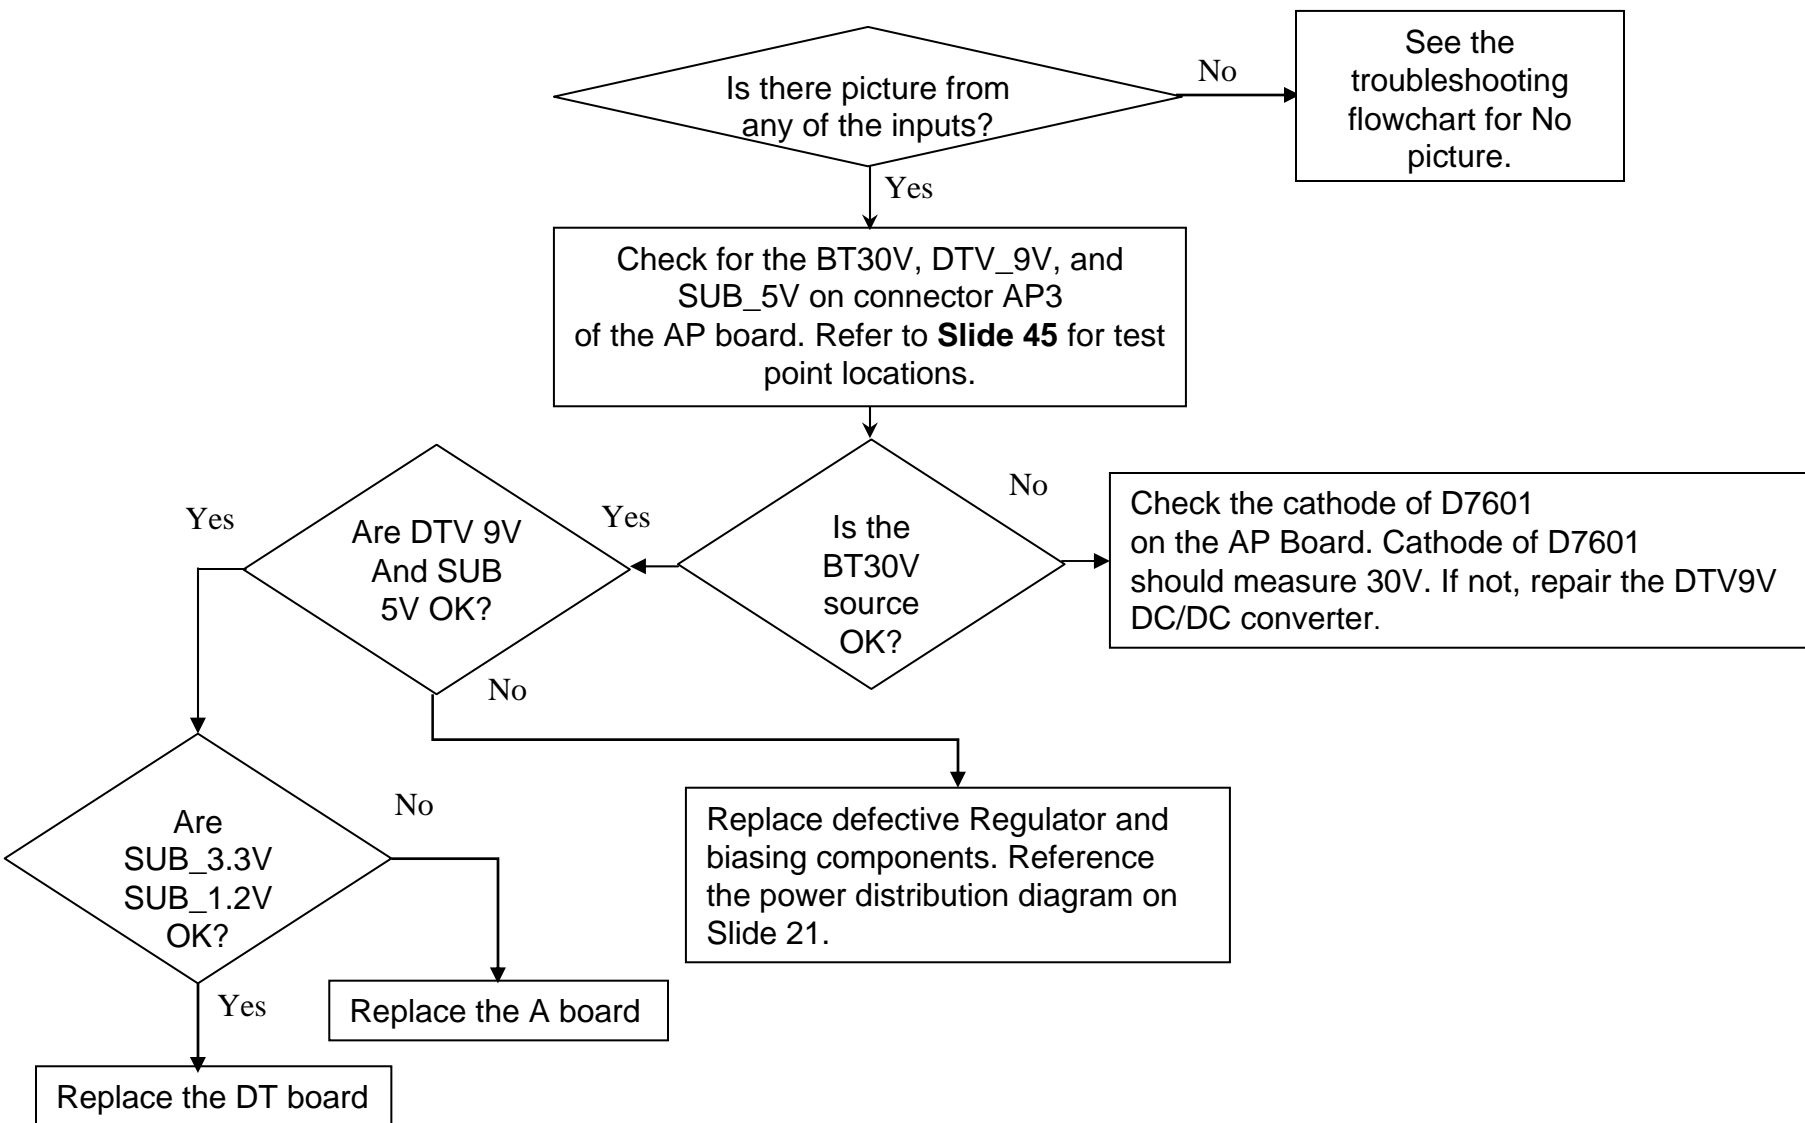 Is there picture from
any of the inputs?
No
See the
troubleshooting
flowchart for No
picture.
Yes
Check for the BT30V, DTV_9V, and
SUB_5V on connector AP3
of the AP board. Refer to Slide 45 for test
point locations.
Yes
Are DTV 9V
And SUB
5V OK?
Yes
Is the
BT30V
source
OK?
No
Check the cathode of D7601
on the AP Board. Cathode of D7601
should measure 30V. If not, repair the DTV9V
DC/DC converter.
No
Are
SUB_3.3V
SUB_1.2V
OK?
No
Replace defective Regulator and
biasing components. Reference
the power distribution diagram on
Slide 21.
Yes
Replace the A board
Replace the DT board